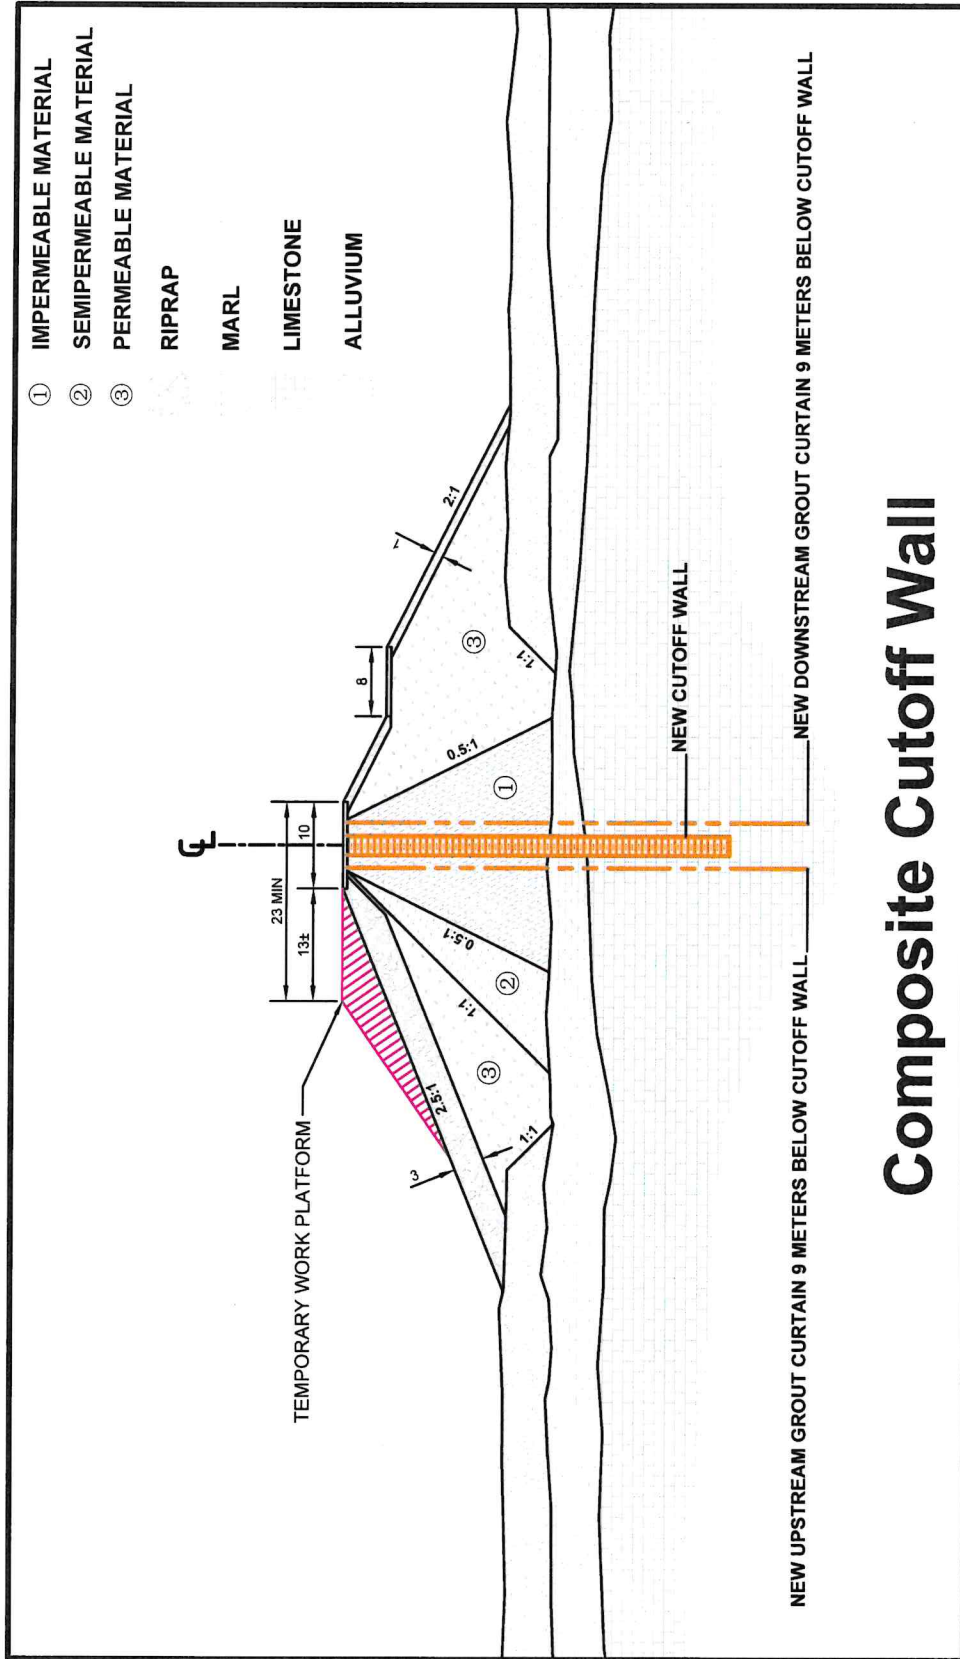 ① IMPERMEABLE MATERIAL
② SEMIPERMEABLE MATERIAL
③ PERMEABLE MATERIAL
RIPRAP
MARL
LIMESTONE
ALLUVIUM
℄
23 MIN
13±
10
TEMPORARY WORK PLATFORM
8
1
2:1
3
2.5:1
1:1
0.5:1
0.5:1
③
②
①
③
1:1
1:1
NEW CUTOFF WALL
NEW UPSTREAM GROUT CURTAIN 9 METERS BELOW CUTOFF WALL
NEW DOWNSTREAM GROUT CURTAIN 9 METERS BELOW CUTOFF WALL
Composite Cutoff Wall